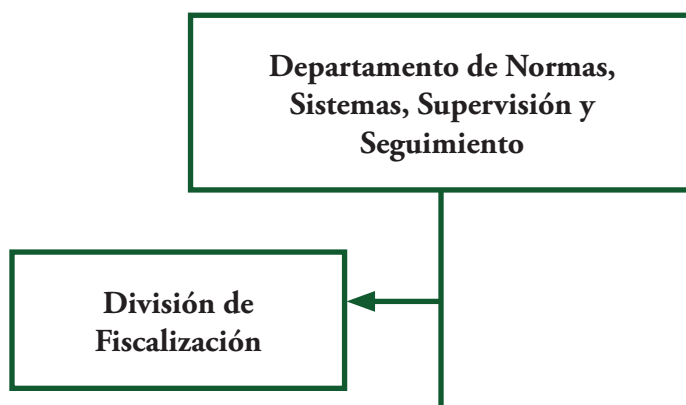 Departamento de Normas,
Sistemas, Supervisión y
Seguimiento
División de
Fiscalización